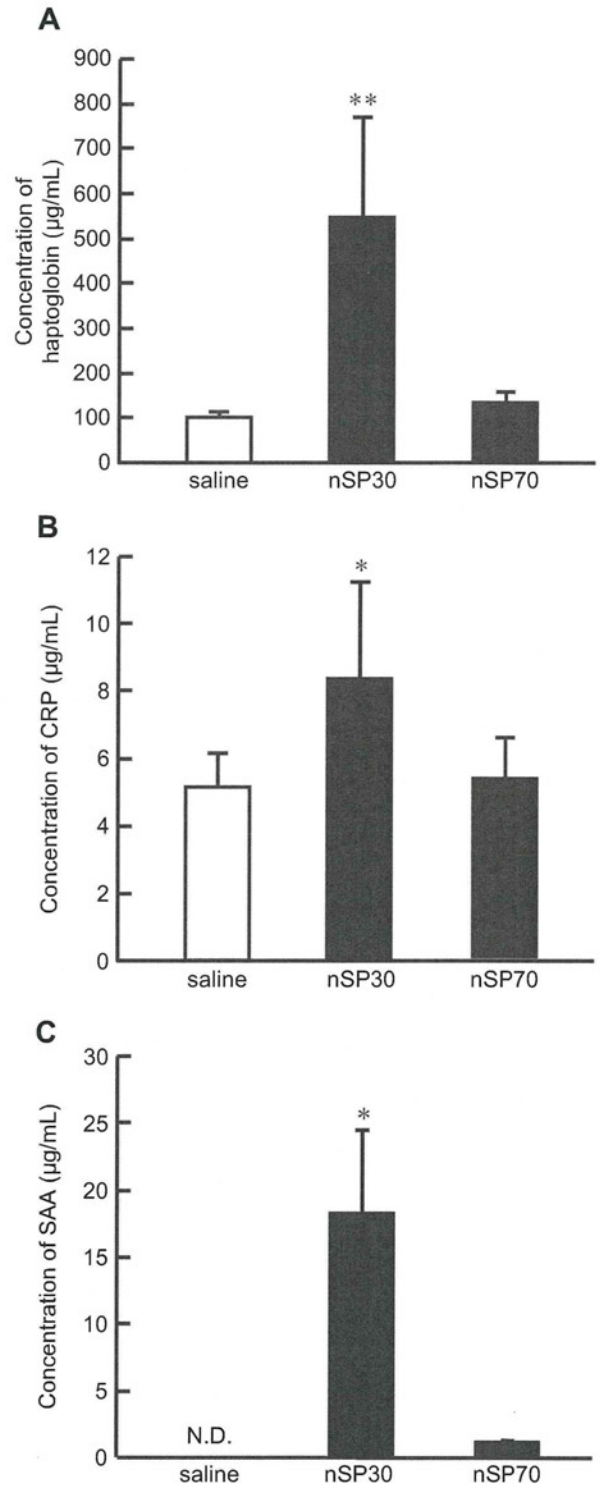 A
900
800
700
600
500
400
300
200
100
0
Concentration of
haptoglobin (µg/mL)
**
saline nSP30 nSP70
B
12
10
8
6
4
2
0
Concentration of CRP (µg/mL)
*
saline nSP30 nSP70
C
30
25
20
15
10
5
0
Concentration of SAA (µg/mL)
*
N.D.
saline nSP30 nSP70